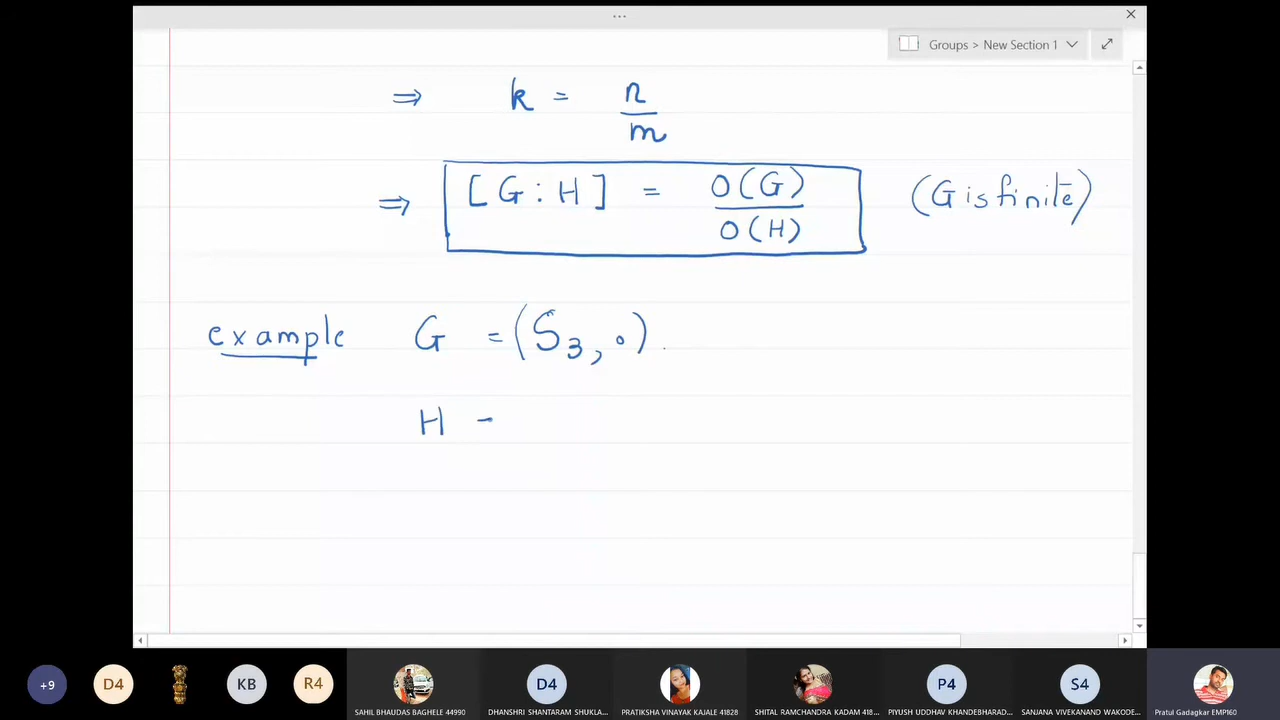 Groups > New Section 1
⇒ k = n/m
⇒ [G : H] = O(G)/O(H) (G is finite)
example G = (S₃, ∘).
H -
+9 D4 KB R4 D4 P4 S4
SAHIL BHAUDAS BAGHELE 44990 DHANSHRI SHANTARAM SHUKLA... PRATIKSHA VINAYAK KAJALE 41828 SHITAL RAMCHANDRA KADAM 418... PIYUSH UDDHAV KHANDEBHARAD... SANJANA VIVEKANAND WAKODE... Pratul Gadagkar EMP160